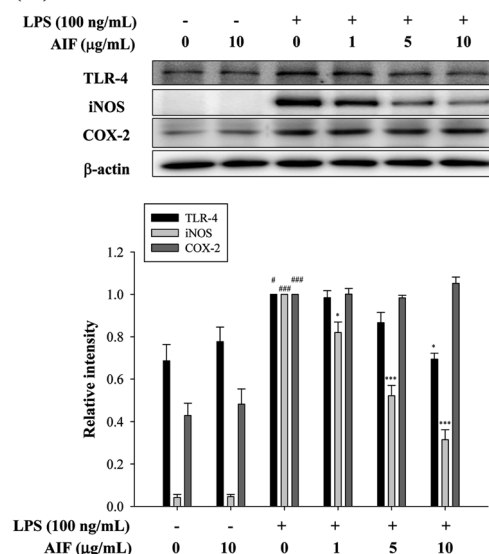 LPS (100 ng/mL) - - + + + +
AIF (μg/mL) 0 10 0 1 5 10
TLR-4
iNOS
COX-2
β-actin
TLR-4
iNOS
COX-2
1.2
1.0
0.8
0.6
0.4
0.2
0.0
Relative intensity
# ### ###
*
***
*
***
LPS (100 ng/mL) - - + + + +
AIF (μg/mL) 0 10 0 1 5 10